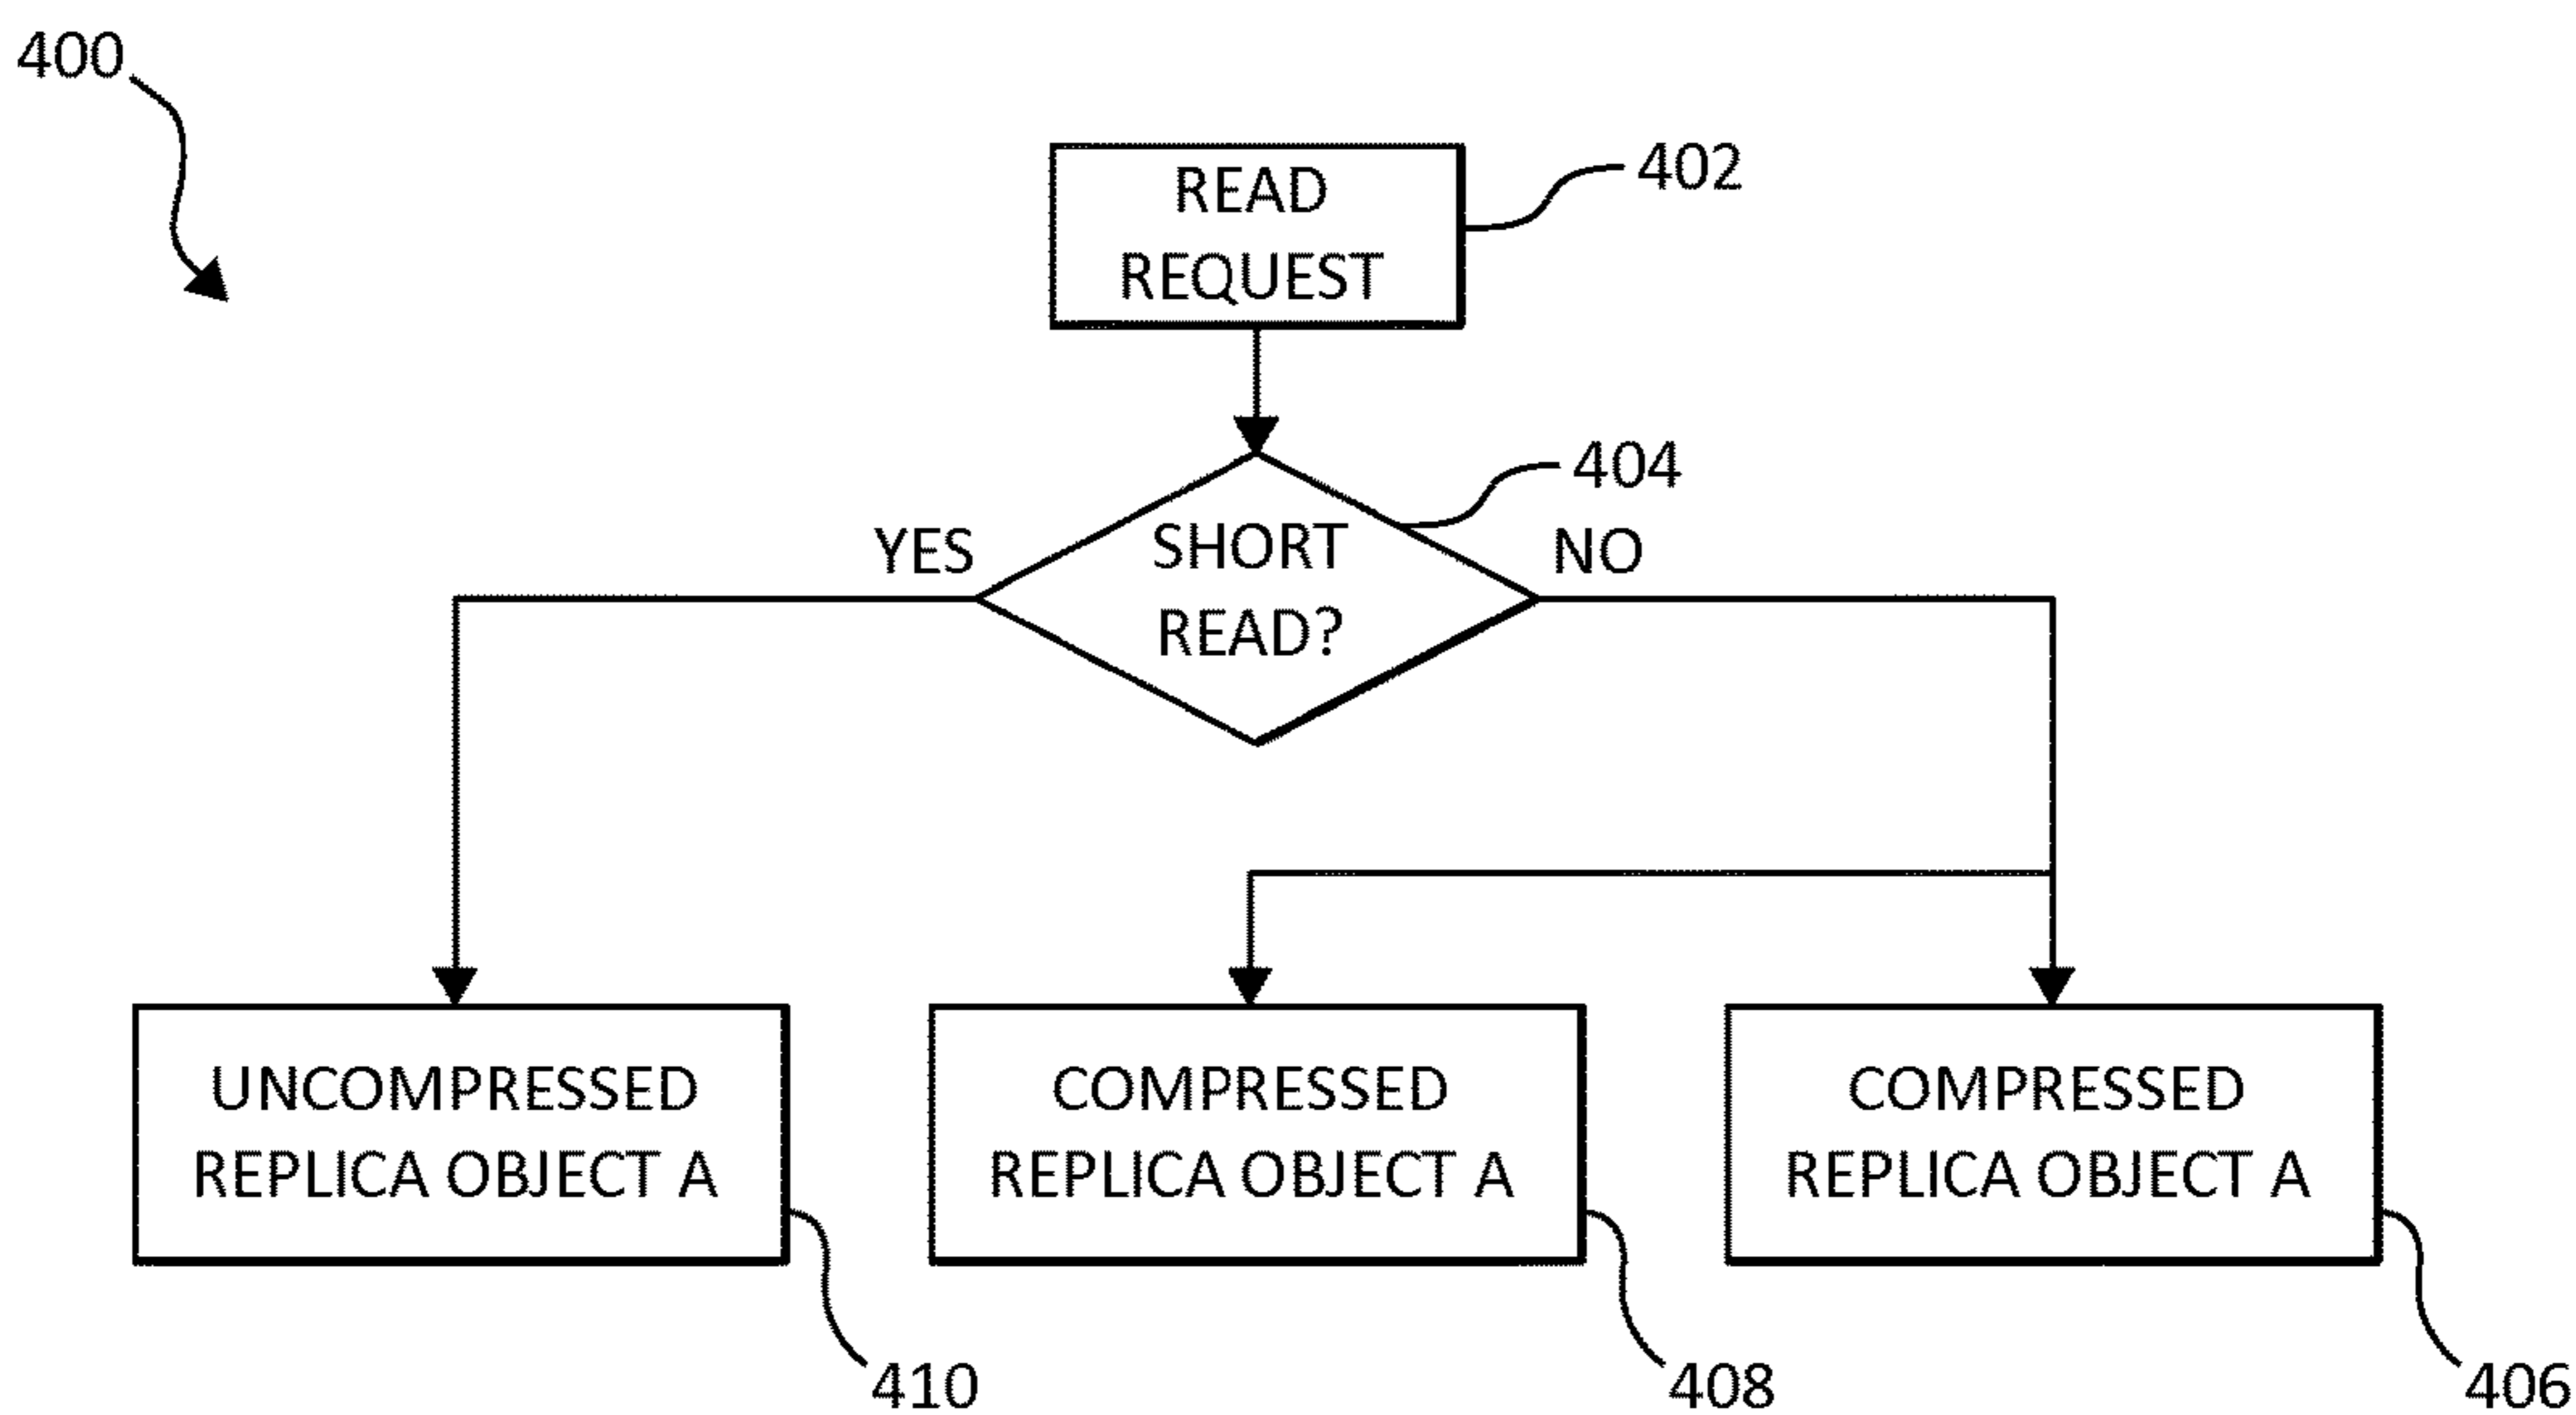 400
READ
REQUEST
402
404
YES
SHORT
READ?
NO
UNCOMPRESSED
REPLICA OBJECT A
COMPRESSED
REPLICA OBJECT A
COMPRESSED
REPLICA OBJECT A
410
408
406